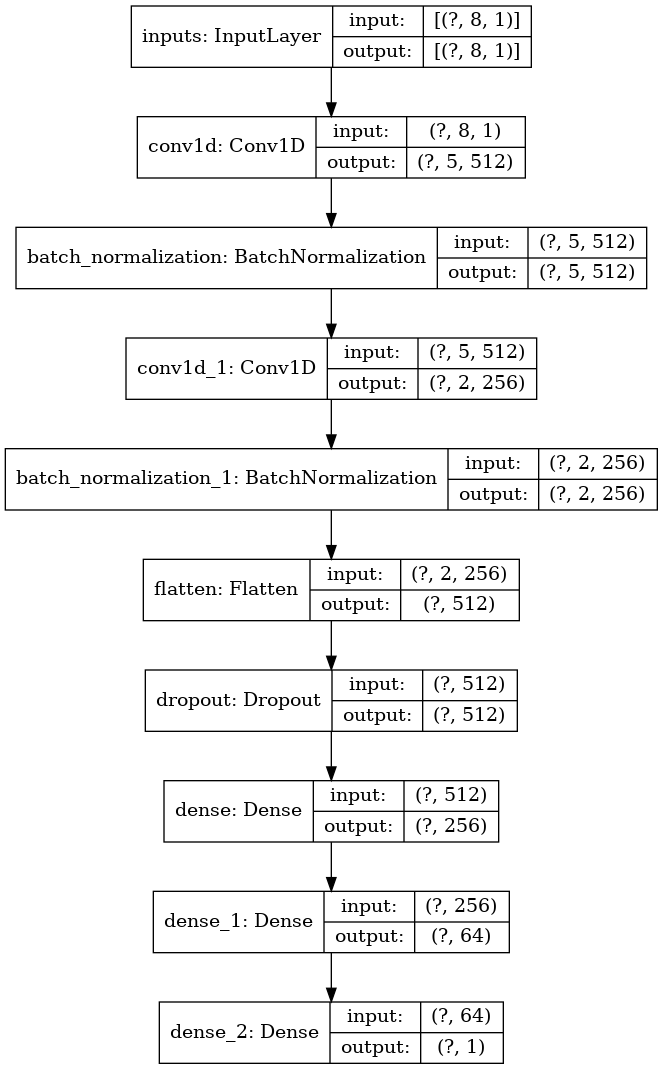 inputs: InputLayer
input: [(?, 8, 1)]
output: [(?, 8, 1)]
conv1d: Conv1D
input: (?, 8, 1)
output: (?, 5, 512)
batch_normalization: BatchNormalization
input: (?, 5, 512)
output: (?, 5, 512)
conv1d_1: Conv1D
input: (?, 5, 512)
output: (?, 2, 256)
batch_normalization_1: BatchNormalization
input: (?, 2, 256)
output: (?, 2, 256)
flatten: Flatten
input: (?, 2, 256)
output: (?, 512)
dropout: Dropout
input: (?, 512)
output: (?, 512)
dense: Dense
input: (?, 512)
output: (?, 256)
dense_1: Dense
input: (?, 256)
output: (?, 64)
dense_2: Dense
input: (?, 64)
output: (?, 1)